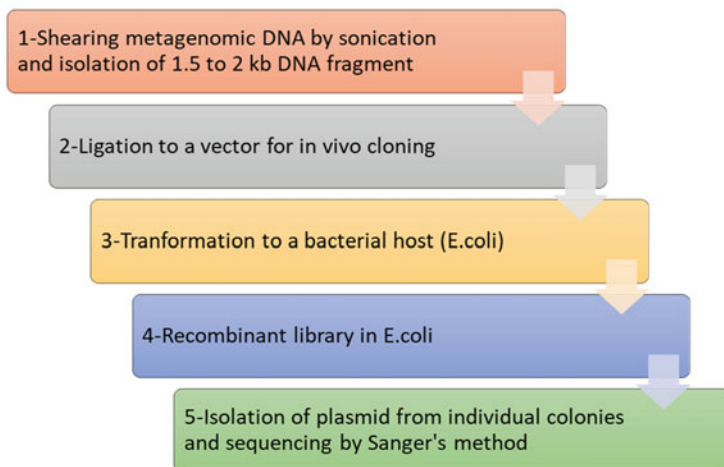 1-Shearing metagenomic DNA by sonication
and isolation of 1.5 to 2 kb DNA fragment
2-Ligation to a vector for in vivo cloning
3-Tranformation to a bacterial host (E.coli)
4-Recombinant library in E.coli
5-Isolation of plasmid from individual colonies
and sequencing by Sanger's method